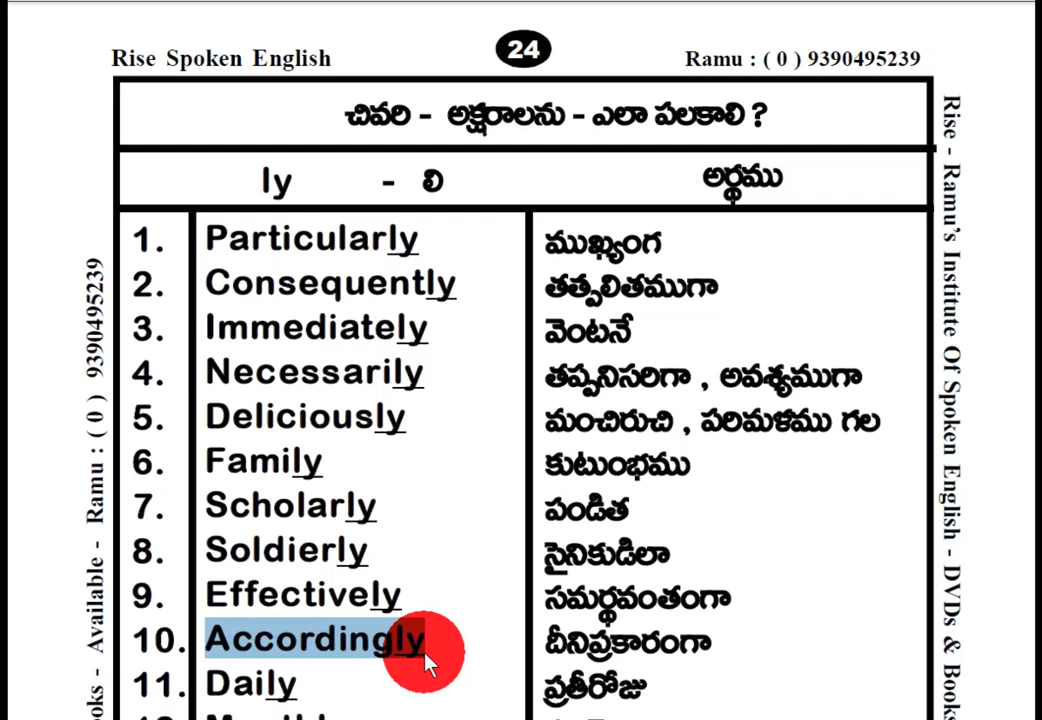 Rise Spoken English 24 Ramu : ( 0 ) 9390495239
చివరి - అక్షరాలను - ఎలా పలకాలి ?
ly - లి అర్థము
1. Particularly ముఖ్యంగ
2. Consequently తత్పలితముగా
3. Immediately వెంటనే
4. Necessarily తప్పనిసరిగా , అవశ్యముగా
5. Deliciously మంచిరుచి , పరిమళము గల
6. Family కుటుంభము
7. Scholarly పండిత
8. Soldierly సైనికుడిలా
9. Effectively సమర్థవంతంగా
10. Accordingly దీనిప్రకారంగా
11. Daily ప్రతీరోజు
Available - Ramu : ( 0 ) 9390495239
Rise - Ramu's Institute Of Spoken English - DVDs & Books